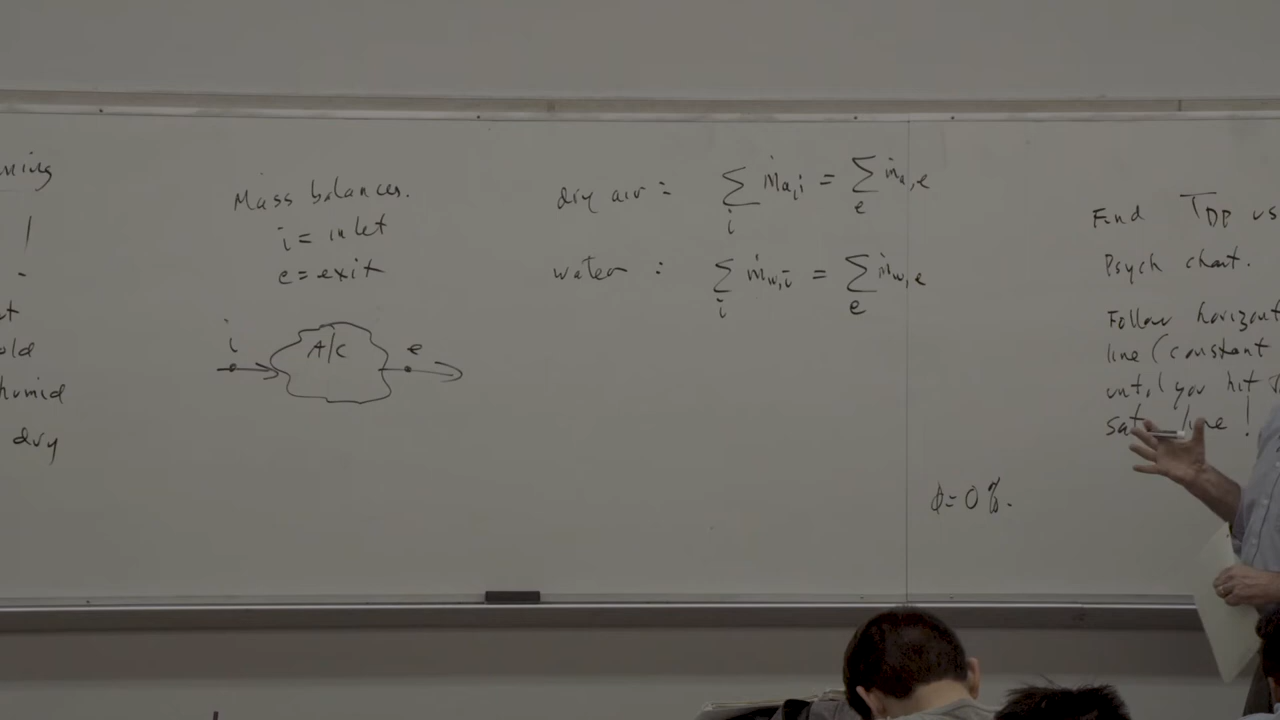 Mass balances.
i = inlet
e = exit
i
A/C
e
dry air : ∑ᵢ ṁa,i = ∑ₑ ṁa,e
water : ∑ᵢ ṁw,i = ∑ₑ ṁw,e
ϕ = 0 %.
old
humid
dry
Find TDP us
Psych chart.
Follow horizont
line (constant
until you hit
sat. line !